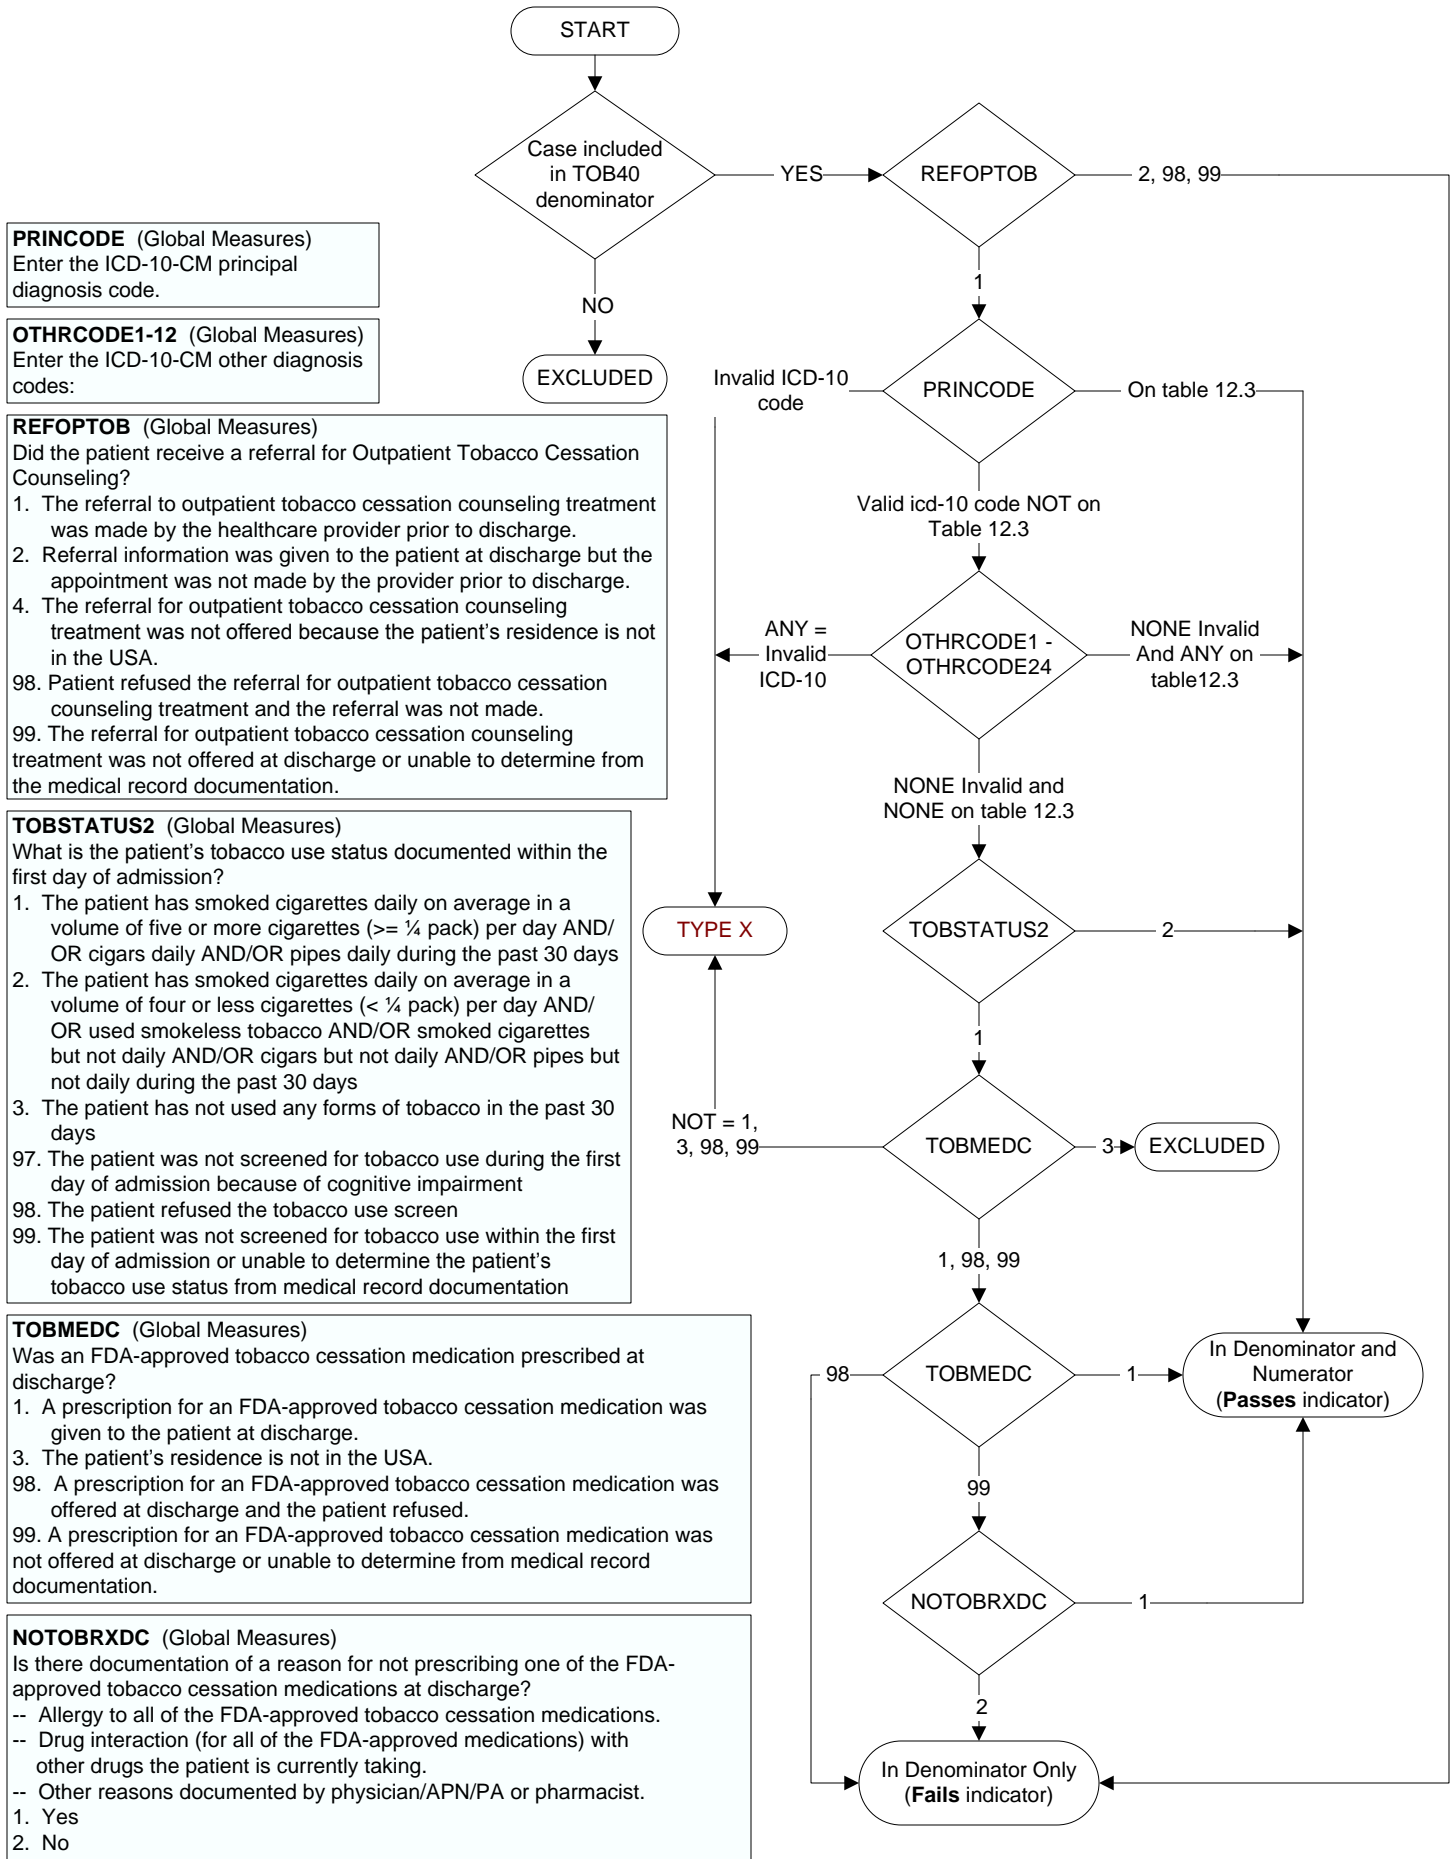 START
Case included
in TOB40
denominator
YES
REFOPTOB
2, 98, 99
NO
EXCLUDED
1
PRINCODE (Global Measures)
Enter the ICD-10-CM principal
diagnosis code.
OTHRCODE1-12 (Global Measures)
Enter the ICD-10-CM other diagnosis
codes:
REFOPTOB (Global Measures)
Did the patient receive a referral for Outpatient Tobacco Cessation
Counseling?
1. The referral to outpatient tobacco cessation counseling treatment
was made by the healthcare provider prior to discharge.
2. Referral information was given to the patient at discharge but the
appointment was not made by the provider prior to discharge.
4. The referral for outpatient tobacco cessation counseling
treatment was not offered because the patient's residence is not
in the USA.
98. Patient refused the referral for outpatient tobacco cessation
counseling treatment and the referral was not made.
99. The referral for outpatient tobacco cessation counseling
treatment was not offered at discharge or unable to determine from
the medical record documentation.
TOBSTATUS2 (Global Measures)
What is the patient's tobacco use status documented within the
first day of admission?
1. The patient has smoked cigarettes daily on average in a
volume of five or more cigarettes (>= ¼ pack) per day AND/
OR cigars daily AND/OR pipes daily during the past 30 days
2. The patient has smoked cigarettes daily on average in a
volume of four or less cigarettes (< ¼ pack) per day AND/
OR used smokeless tobacco AND/OR smoked cigarettes
but not daily AND/OR cigars but not daily AND/OR pipes but
not daily during the past 30 days
3. The patient has not used any forms of tobacco in the past 30
days
97. The patient was not screened for tobacco use during the first
day of admission because of cognitive impairment
98. The patient refused the tobacco use screen
99. The patient was not screened for tobacco use within the first
day of admission or unable to determine the patient's
tobacco use status from medical record documentation
TOBMEDC (Global Measures)
Was an FDA-approved tobacco cessation medication prescribed at
discharge?
1. A prescription for an FDA-approved tobacco cessation medication was
given to the patient at discharge.
3. The patient's residence is not in the USA.
98. A prescription for an FDA-approved tobacco cessation medication was
offered at discharge and the patient refused.
99. A prescription for an FDA-approved tobacco cessation medication was
not offered at discharge or unable to determine from medical record
documentation.
NOTOBRXDC (Global Measures)
Is there documentation of a reason for not prescribing one of the FDA-
approved tobacco cessation medications at discharge?
-- Allergy to all of the FDA-approved tobacco cessation medications.
-- Drug interaction (for all of the FDA-approved medications) with
other drugs the patient is currently taking.
-- Other reasons documented by physician/APN/PA or pharmacist.
1. Yes
2. No
Invalid ICD-10
code
PRINCODE
On table 12.3
Valid icd-10 code NOT on
Table 12.3
ANY =
Invalid
ICD-10
OTHRCODE1 -
OTHRCODE24
NONE Invalid
And ANY on
table12.3
NONE Invalid and
NONE on table 12.3
TYPE X
TOBSTATUS2
2
1
NOT = 1,
3, 98, 99
TOBMEDC
3
EXCLUDED
1, 98, 99
98
TOBMEDC
1
In Denominator and
Numerator
(Passes indicator)
99
NOTOBRXDC
1
2
In Denominator Only
(Fails indicator)